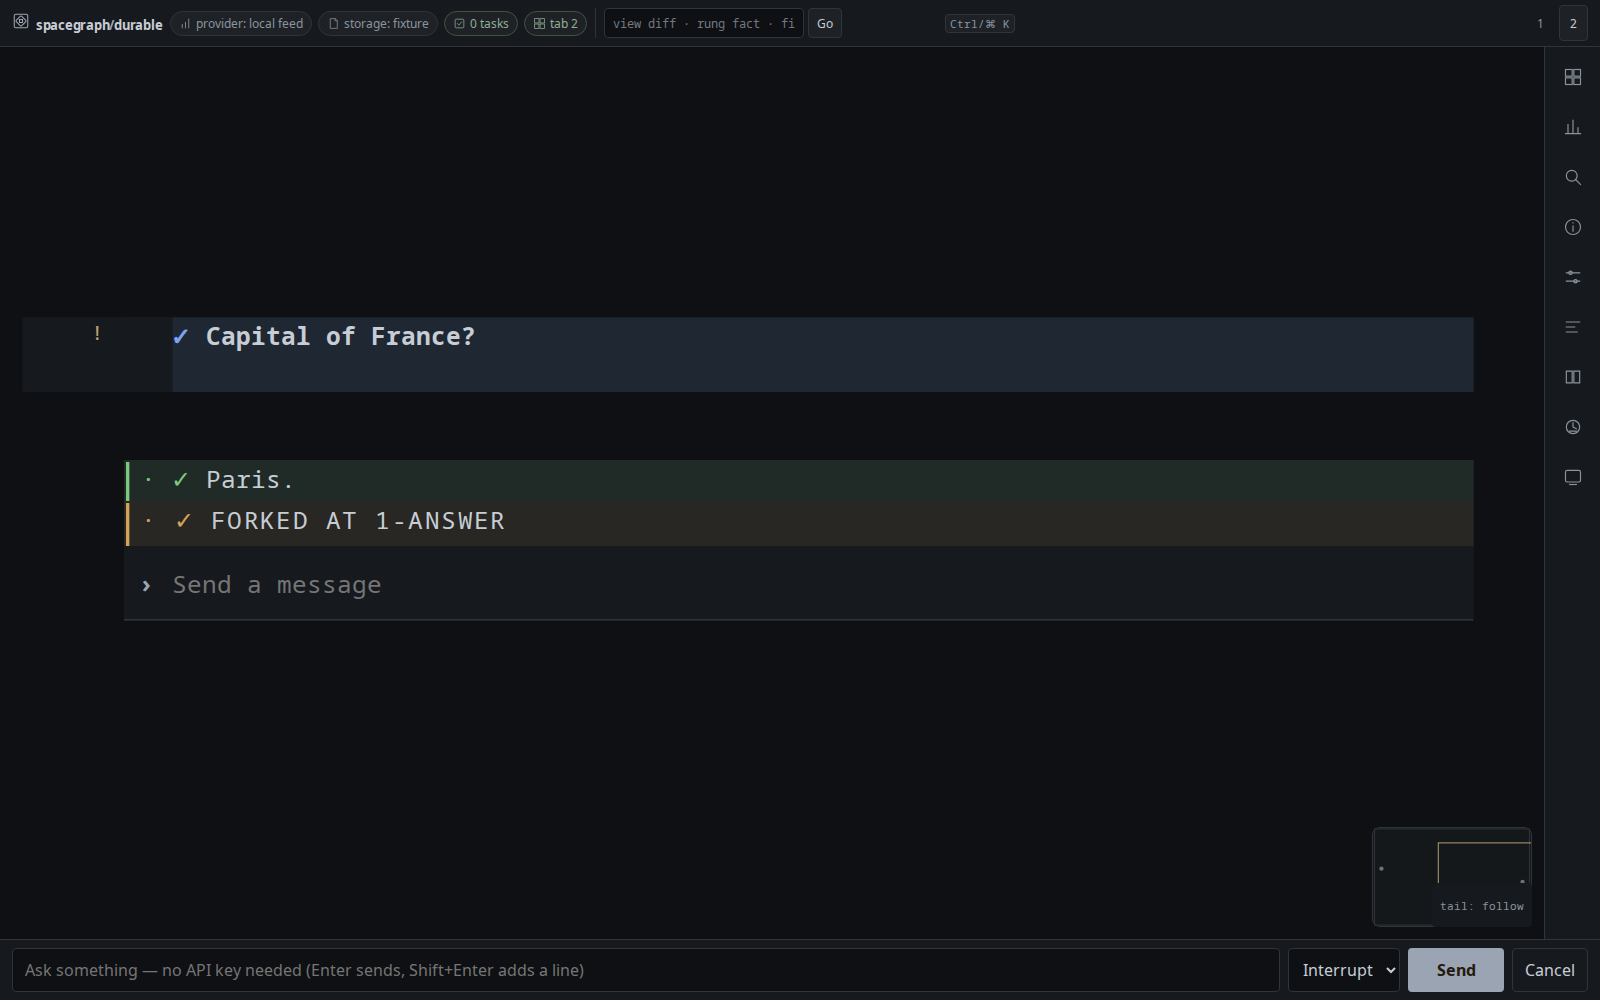 spacegraph/durable provider: local feed storage: fixture 0 tasks tab 2 view diff · rung fact · fi Go Ctrl/⌘ K 1 2
! ✓ Capital of France?
· ✓ Paris.
· ✓ FORKED AT 1-ANSWER
› Send a message
tail: follow
Ask something — no API key needed (Enter sends, Shift+Enter adds a line) Interrupt Send Cancel